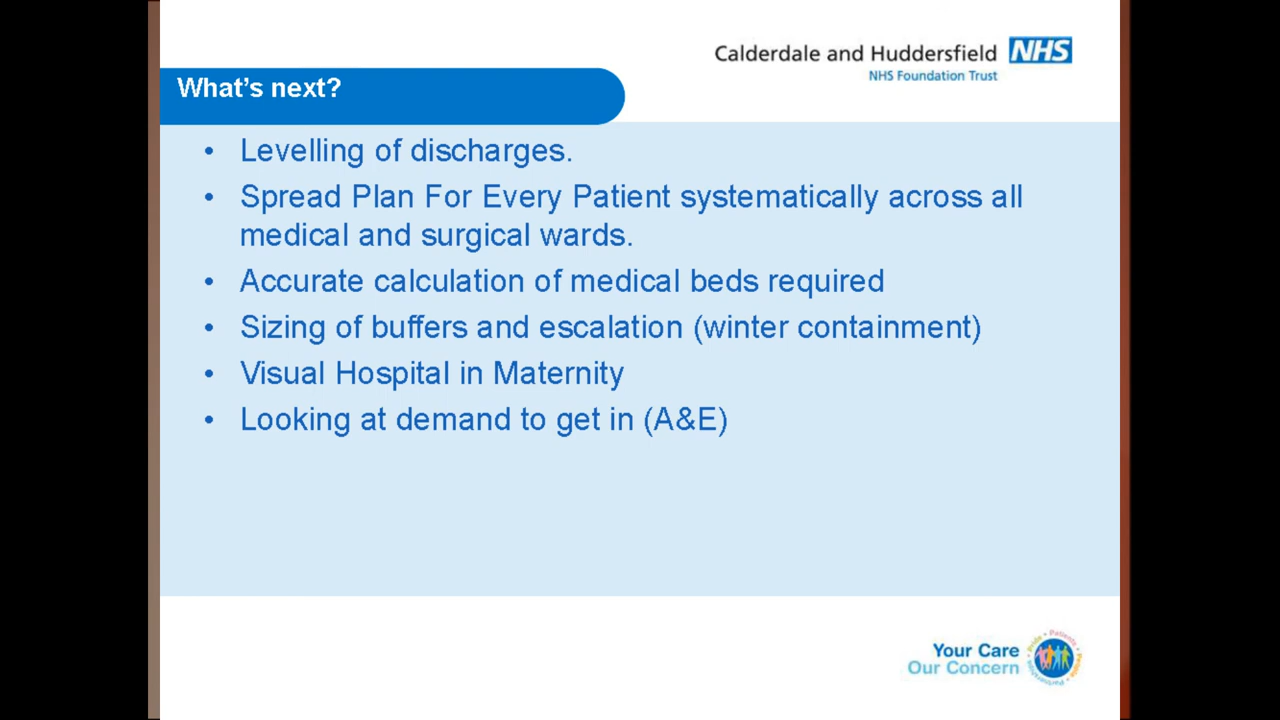 Calderdale and Huddersfield NHS
NHS Foundation Trust
What's next?
• Levelling of discharges.
• Spread Plan For Every Patient systematically across all
medical and surgical wards.
• Accurate calculation of medical beds required
• Sizing of buffers and escalation (winter containment)
• Visual Hospital in Maternity
• Looking at demand to get in (A&E)
Your Care
Our Concern